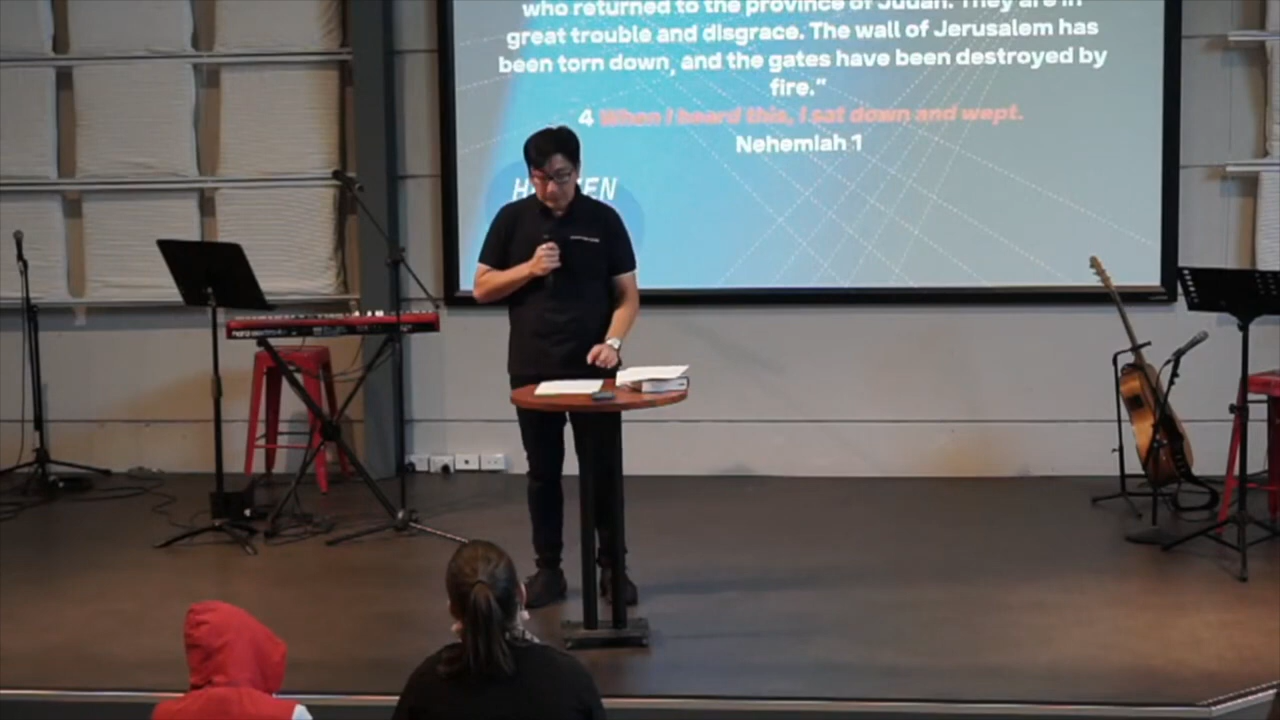 who returned to the province of Judah. They are in
great trouble and disgrace. The wall of Jerusalem has
been torn down, and the gates have been destroyed by
fire.”
4 When I heard this, I sat down and wept.
Nehemiah 1